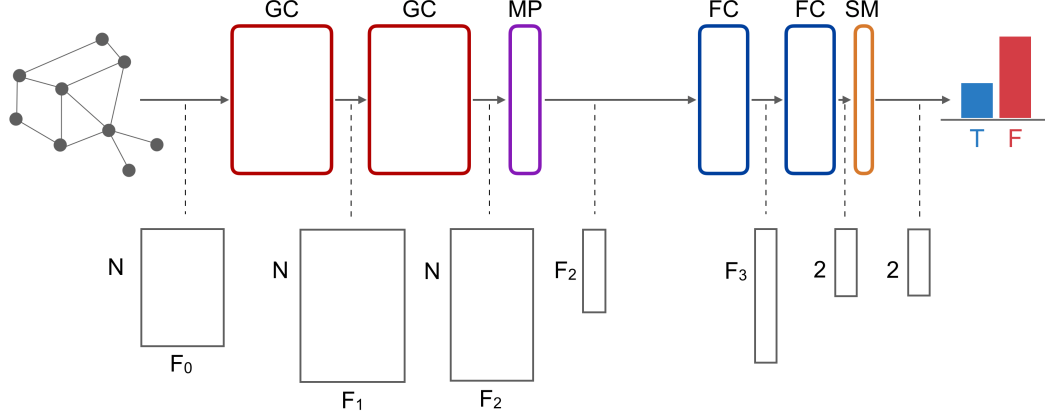 GC GC MP FC FC SM
T F
N N N F₂ F₃ 2 2
F₀ F₁ F₂